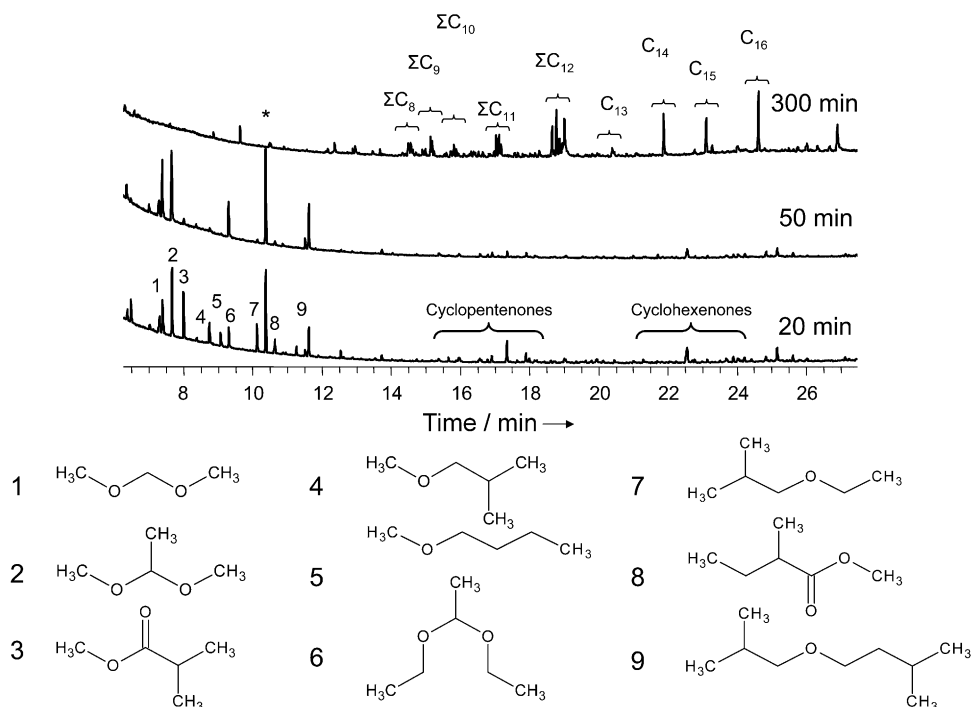 ΣC₁₀
C₁₆
C₁₄
ΣC₉
ΣC₁₂
C₁₅
ΣC₈
ΣC₁₁
C₁₃
300 min
*
50 min
2
1
3
5
4
6
7
8
9
Cyclopentenones
Cyclohexenones
20 min
8 10 12 14 16 18 20 22 24 26
Time / min
1
H₃C
O
O
CH₃
4
H₃C
O
CH₃
CH₃
7
CH₃
H₃C
O
CH₃
2
CH₃
H₃C
O
O
CH₃
5
H₃C
O
CH₃
8
CH₃
H₃C
O
CH₃
O
3
O
H₃C
O
CH₃
CH₃
6
CH₃
O
O
H₃C
CH₃
9
CH₃
H₃C
O
CH₃
CH₃